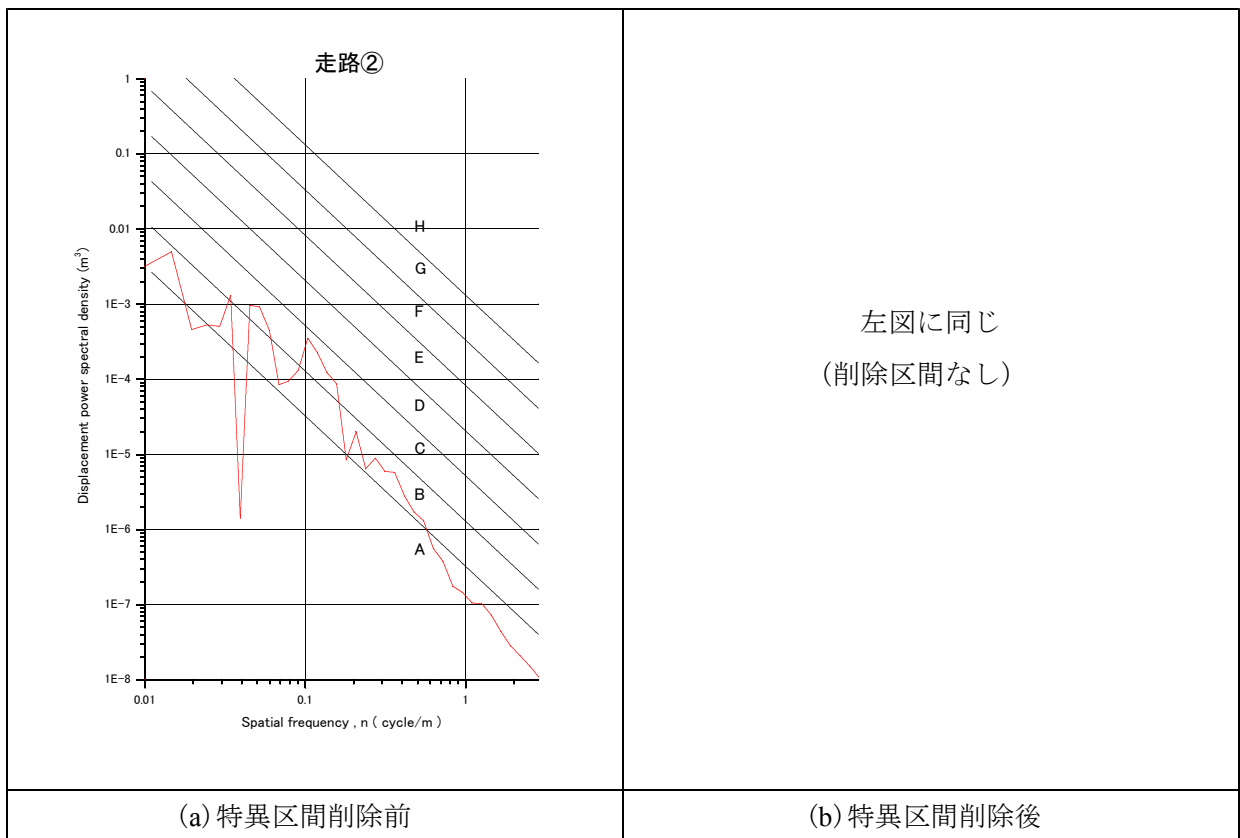 走路②
1
0.1
0.01
1E-3
1E-4
1E-5
1E-6
1E-7
1E-8
Displacement power spectral density (m³)
H
G
F
E
D
C
B
A
0.01
0.1
1
Spatial frequency , n ( cycle/m )
左図に同じ
(削除区間なし)
(a)特異区間削除前
(b)特異区間削除後